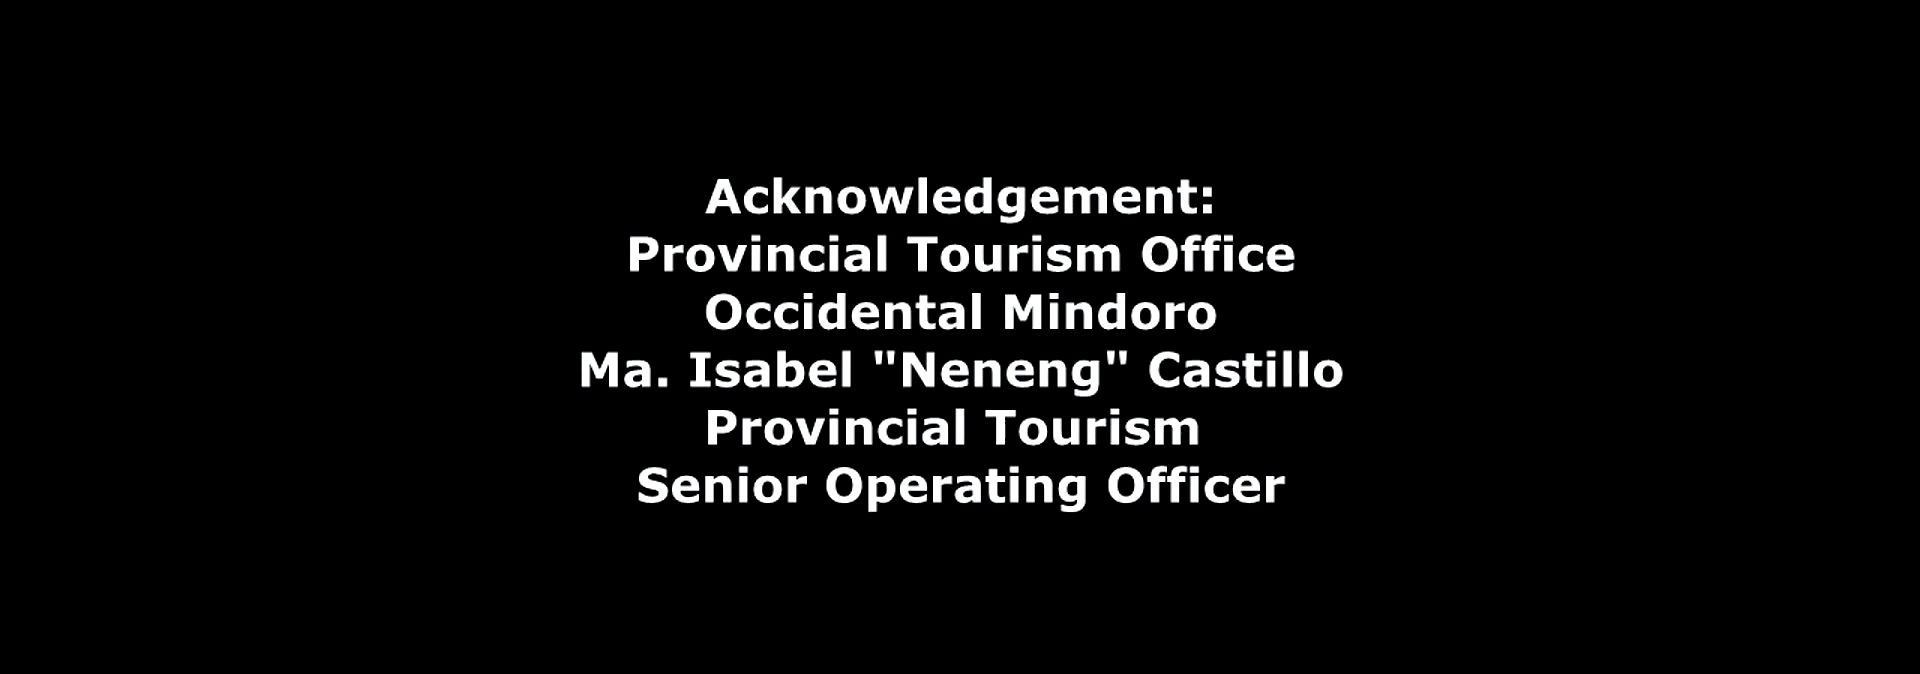 Acknowledgement:
Provincial Tourism Office
Occidental Mindoro
Ma. Isabel "Neneng" Castillo
Provincial Tourism
Senior Operating Officer